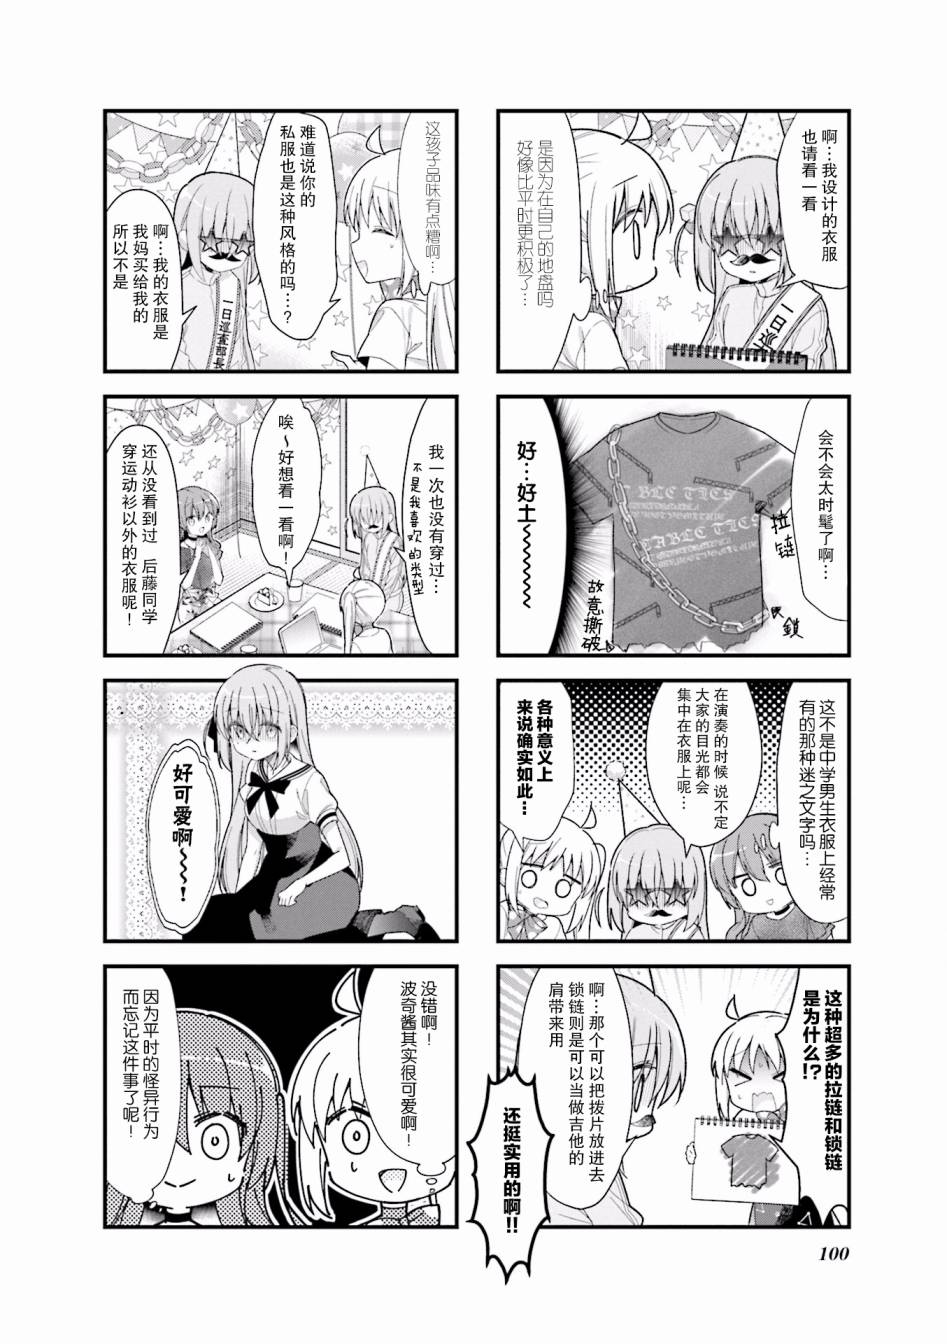 啊…我设计的衣服
也请看一看
是因为在自己的地盘吗
好像比平时更积极了…
一日巡
会不会太时髦了啊…
拉链
锁
故意撕破
好…好土～～～～～
这不是中学男生衣服上经常
有的那种迷之文字吗…
在演奏的时候 说不定
大家的目光都会
集中在衣服上呢…
各种意义上
来说确实如此…
这种超多的拉链和锁链
是为什么!?
啊…那个可以把拨片放进去
锁链则是可以当做吉他的
肩带来用
还挺实用的啊!!
这孩子品味有点糟啊…
难道说你的
私服也是这种风格的吗…?
啊…我的衣服是
我妈买给我的
所以不是
一日巡查部長
我一次也没有穿过…
不是我喜欢的类型
唉～好想看一看啊！
还从没看到过 后藤同学
穿运动衫以外的衣服呢！
好可爱啊～～～！
没错啊！
波奇酱其实很可爱啊！
因为平时的怪异行为
而忘记这件事了呢！
100